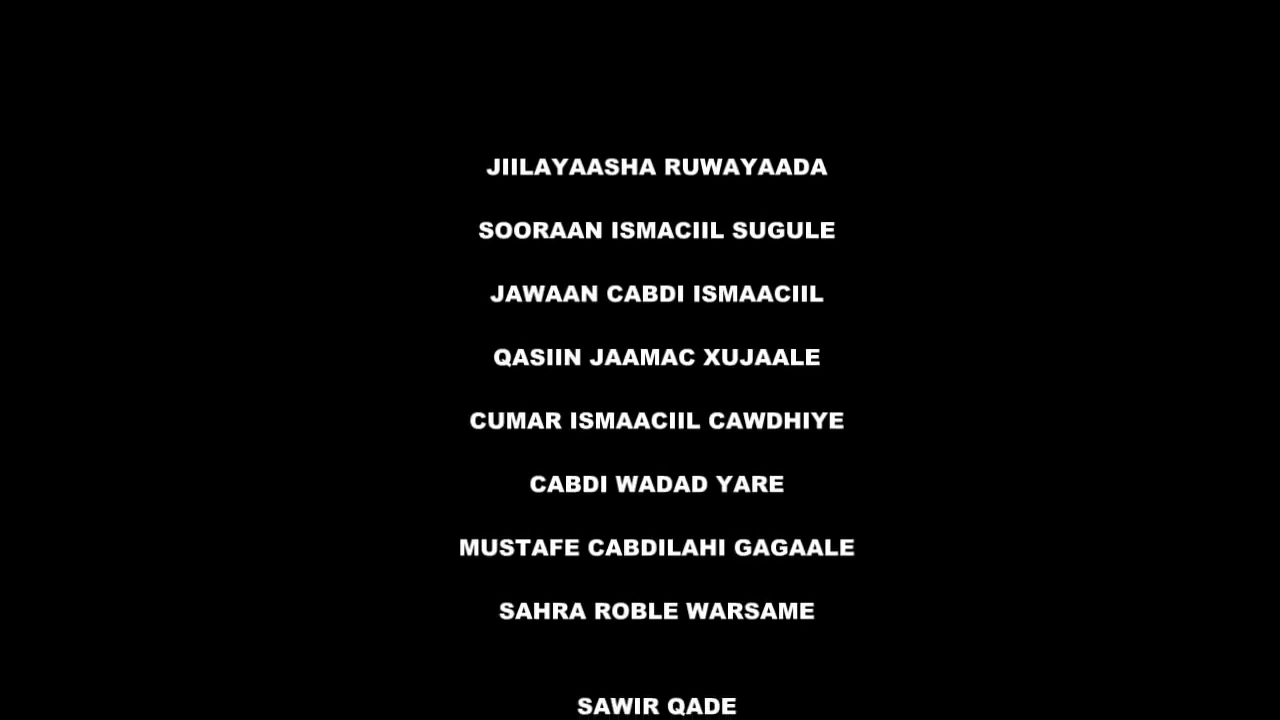 JIILAYAASHA RUWAYAADA
SOORAAN ISMACIIL SUGULE
JAWAAN CABDI ISMAACIIL
QASIIN JAAMAC XUJAALE
CUMAR ISMAACIIL CAWDHIYE
CABDI WADAD YARE
MUSTAFE CABDILAHI GAGAALE
SAHRA ROBLE WARSAME
SAWIR QADE